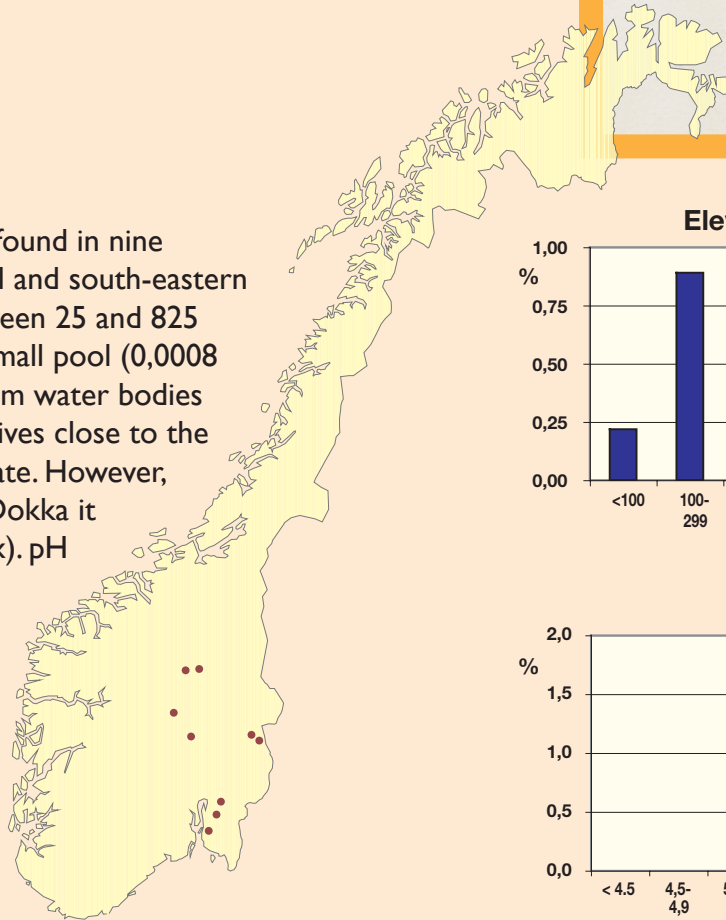 found in nine
l and south-eastern
een 25 and 825
mall pool (0,0008
m water bodies
ives close to the
ate. However,
Dokka it
x). pH
Ele
1,00
%
0,75
0,50
0,25
0,00
<100
100-
299
2,0
%
1,5
1,0
0,5
0,0
< 4.5
4,5-
4,9
5